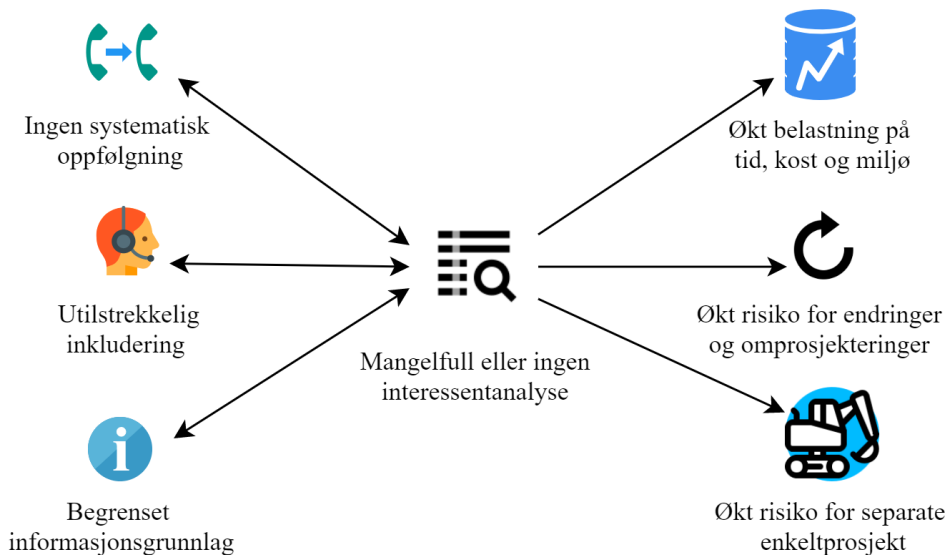 Ingen systematisk
oppfølgning
Utilstrekkelig
inkludering
Begrenset
informasjonsgrunnlag
Mangelfull eller ingen
interessentanalyse
Økt belastning på
tid, kost og miljø
Økt risiko for endringer
og omprosjekteringer
Økt risiko for separate
enkeltprosjekt